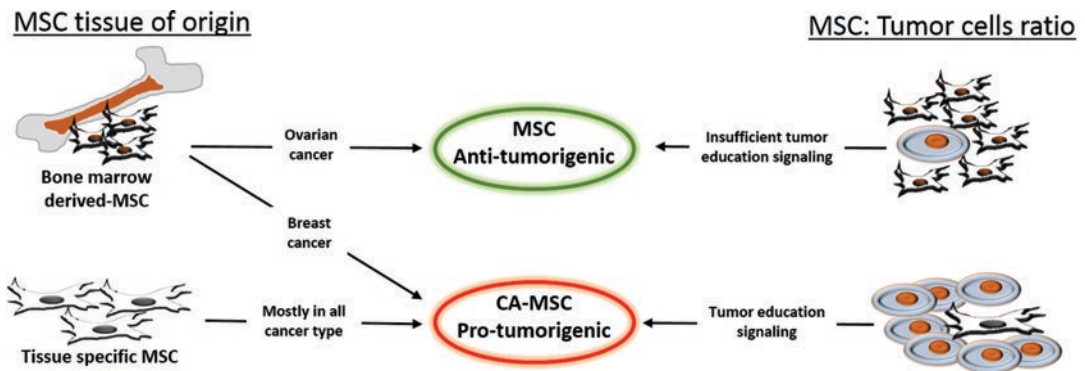 MSC tissue of origin
MSC: Tumor cells ratio
Ovarian
cancer
MSC
Anti-tumorigenic
Insufficient tumor
education signaling
Bone marrow
derived-MSC
Breast
cancer
Mostly in all
cancer type
CA-MSC
Pro-tumorigenic
Tumor education
signaling
Tissue specific MSC